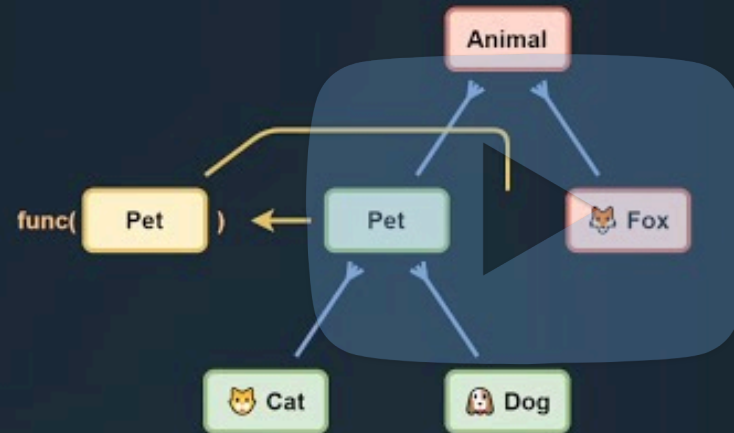 Animal
func( Pet )
Pet
Fox
Cat
Dog